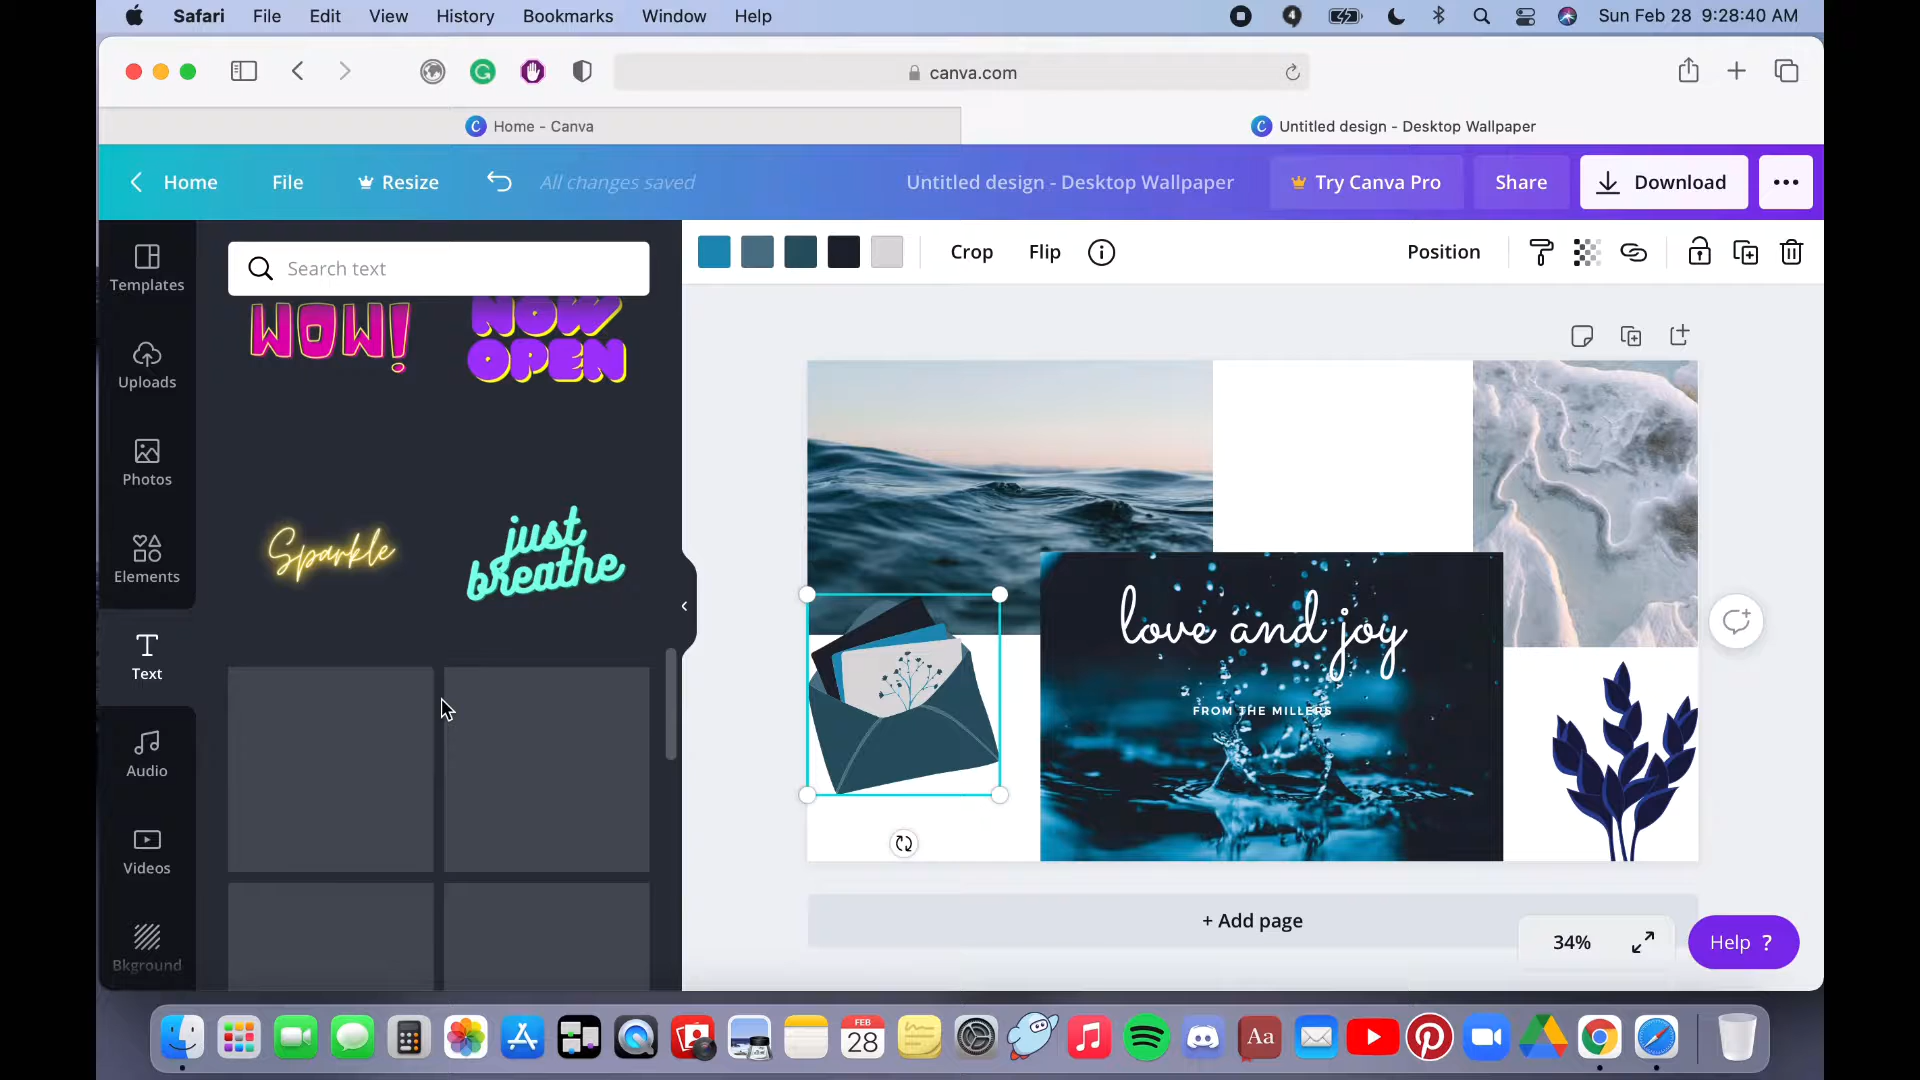 Safari File Edit View History Bookmarks Window Help
4
Sun Feb 28 9:28:40 AM
canva.com
C Home - Canva
C Untitled design - Desktop Wallpaper
Home File Resize All changes saved
Untitled design - Desktop Wallpaper
Try Canva Pro Share Download
Templates
Uploads
Photos
Elements
Text
Audio
Videos
Bkground
Search text
WOW!
NOW
OPEN
Sparkle
just
breathe
Crop Flip
Position
love and joy
FROM THE MILLERS
+ Add page
34%
Help ?
FEB
28
Aa